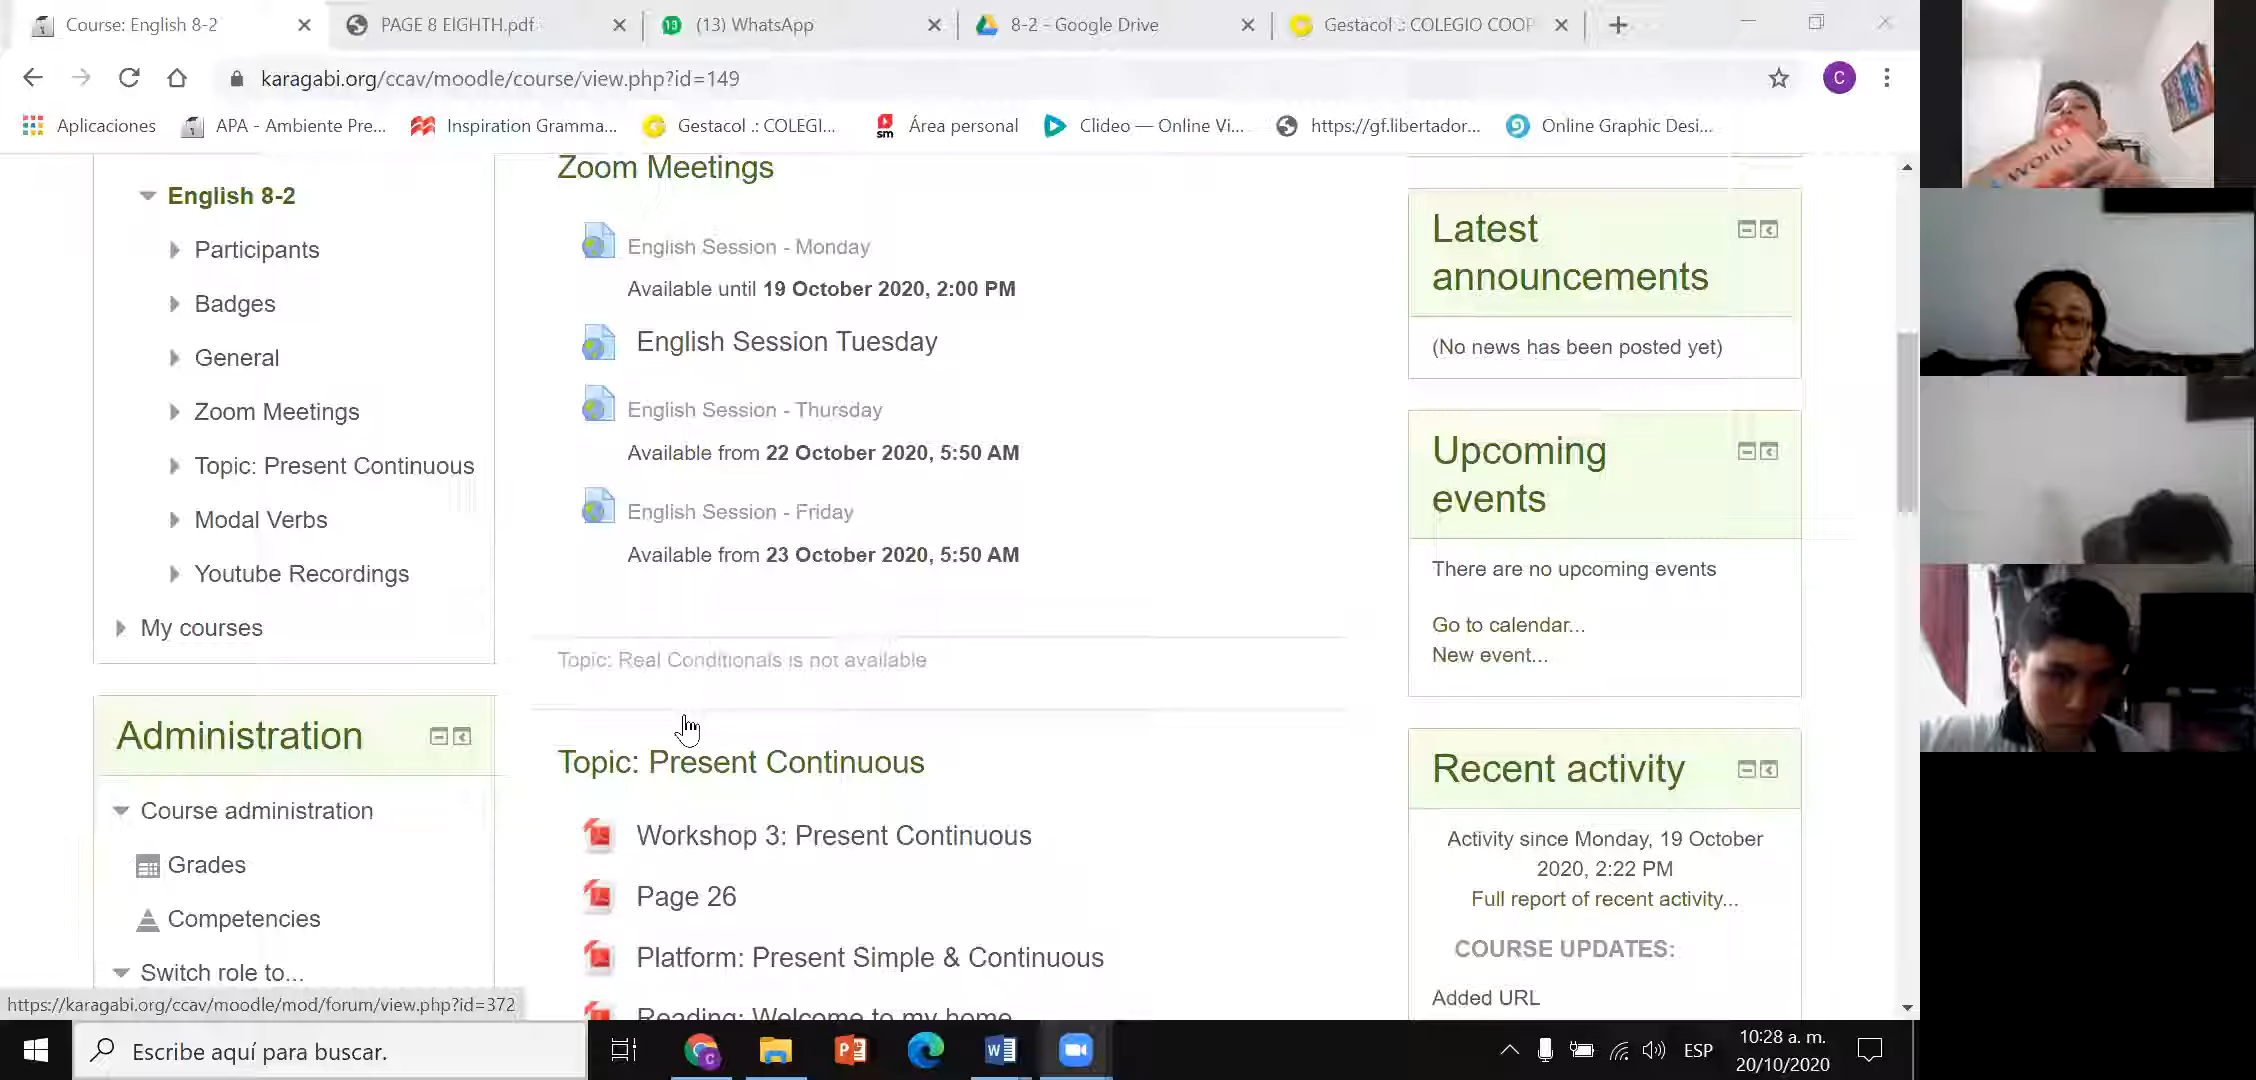 Course: English 8-2
PAGE 8 EIGHTH.pdf
(13) WhatsApp
8-2 - Google Drive
Gestacol .: COLEGIO COOP
karagabi.org/ccav/moodle/course/view.php?id=149
C
Aplicaciones
APA - Ambiente Pre...
Inspiration Gramma...
Gestacol .: COLEGI...
sm
Área personal
Clideo — Online Vi...
https://gf.libertador...
Online Graphic Desi...
English 8-2
Participants
Badges
General
Zoom Meetings
Topic: Present Continuous
Modal Verbs
Youtube Recordings
My courses
Administration
Course administration
Grades
Competencies
Switch role to...
https://karagabi.org/ccav/moodle/mod/forum/view.php?id=372
Zoom Meetings
English Session - Monday
Available until 19 October 2020, 2:00 PM
English Session Tuesday
English Session - Thursday
Available from 22 October 2020, 5:50 AM
English Session - Friday
Available from 23 October 2020, 5:50 AM
Topic: Real Conditionals is not available
Topic: Present Continuous
Workshop 3: Present Continuous
Page 26
Platform: Present Simple & Continuous
Reading: Welcome to my home
Latest
announcements
(No news has been posted yet)
Upcoming
events
There are no upcoming events
Go to calendar...
New event...
Recent activity
Activity since Monday, 19 October
2020, 2:22 PM
Full report of recent activity...
COURSE UPDATES:
Added URL
World
Escribe aquí para buscar.
ESP
10:28 a. m.
20/10/2020